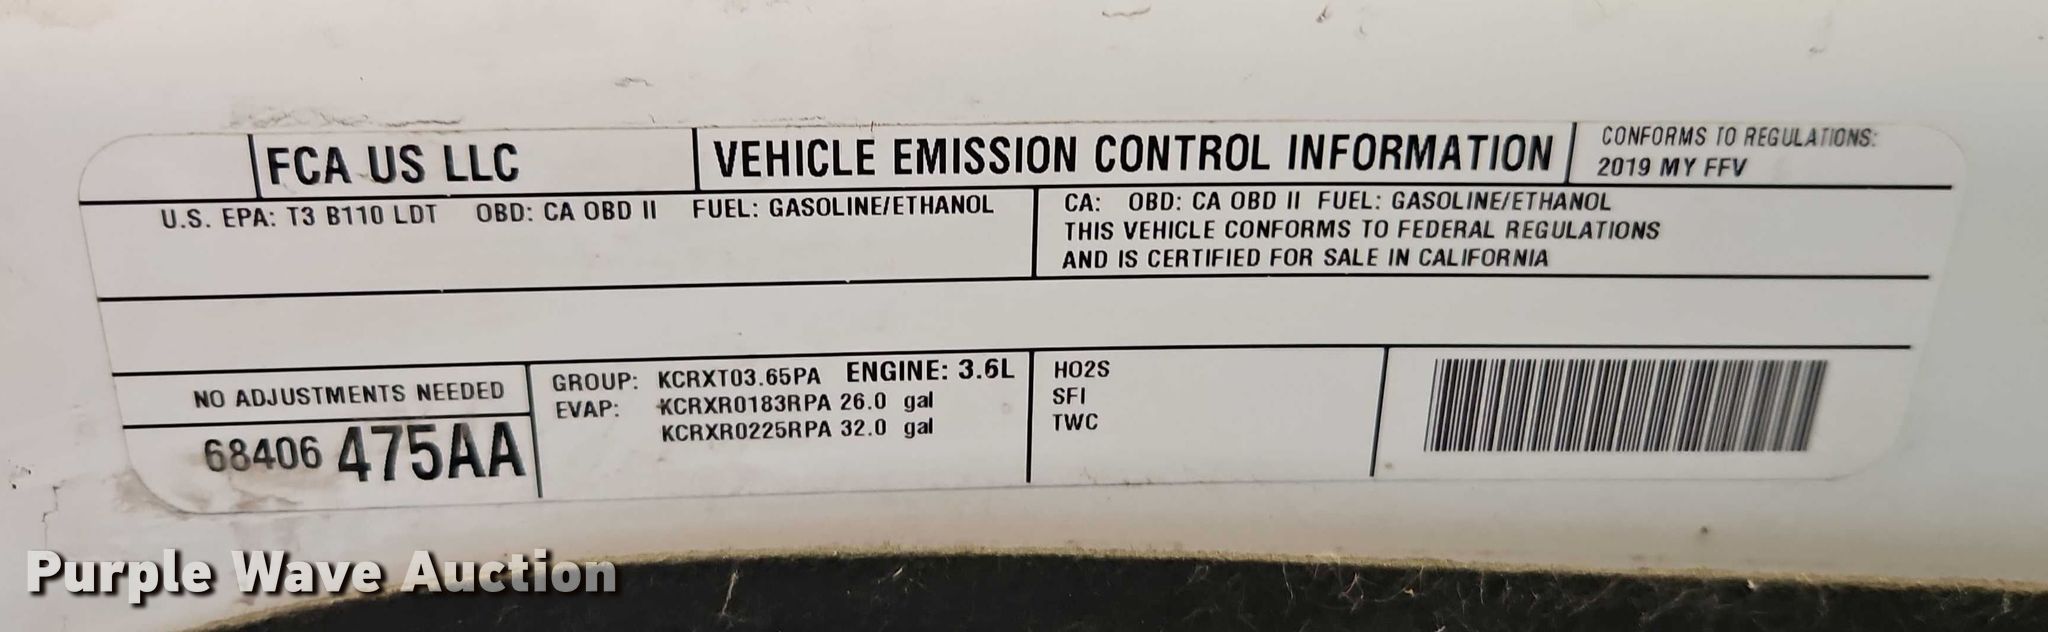 FCA US LLC
VEHICLE EMISSION CONTROL INFORMATION
CONFORMS TO REGULATIONS:
2019 MY FFV
U.S. EPA: T3 B110 LDT OBD: CA OBD II FUEL: GASOLINE/ETHANOL
CA: OBD: CA OBD II FUEL: GASOLINE/ETHANOL
THIS VEHICLE CONFORMS TO FEDERAL REGULATIONS
AND IS CERTIFIED FOR SALE IN CALIFORNIA
NO ADJUSTMENTS NEEDED
68406 475AA
GROUP: KCRXT03.65PA ENGINE: 3.6L
EVAP: KCRXR0183RPA 26.0 gal
KCRXR0225RPA 32.0 gal
HO2S
SFI
TWC
Purple Wave Auction